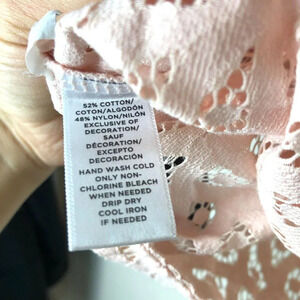 52% COTTON/
COTON/ALGODÓN
48% NYLON/NILÓN
EXCLUSIVE OF
DECORATION/
SAUF
DÉCORATION/
EXCEPTO
DECORACIÓN
HAND WASH COLD
ONLY NON-
CHLORINE BLEACH
WHEN NEEDED
DRIP DRY
COOL IRON
IF NEEDED